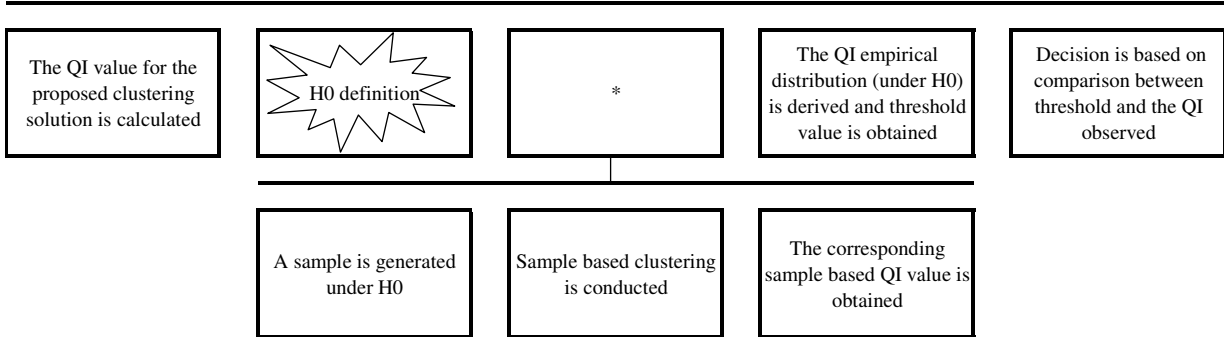 The QI value for the
proposed clustering
solution is calculated
H0 definition
*
The QI empirical
distribution (under H0)
is derived and threshold
value is obtained
Decision is based on
comparison between
threshold and the QI
observed
A sample is generated
under H0
Sample based clustering
is conducted
The corresponding
sample based QI value is
obtained